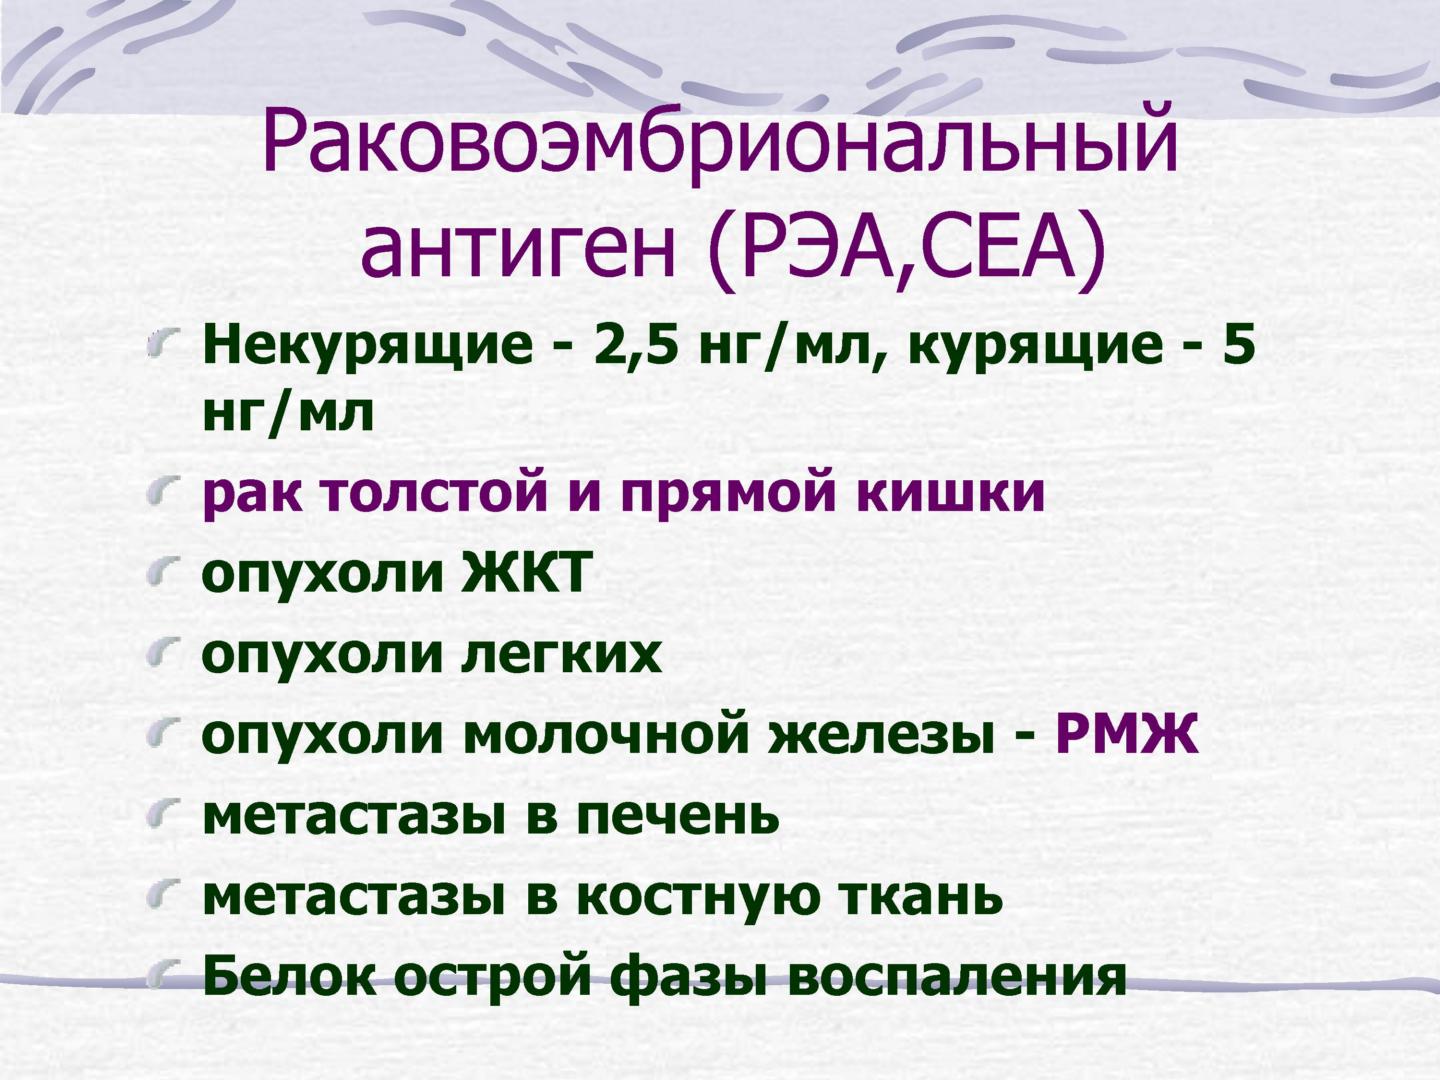 Раковоэмбриональный
антиген (РЭА,СЕА)
Некурящие - 2,5 нг/мл, курящие - 5
нг/мл
рак толстой и прямой кишки
опухоли ЖКТ
опухоли легких
опухоли молочной железы - РМЖ
метастазы в печень
метастазы в костную ткань
Белок острой фазы воспаления